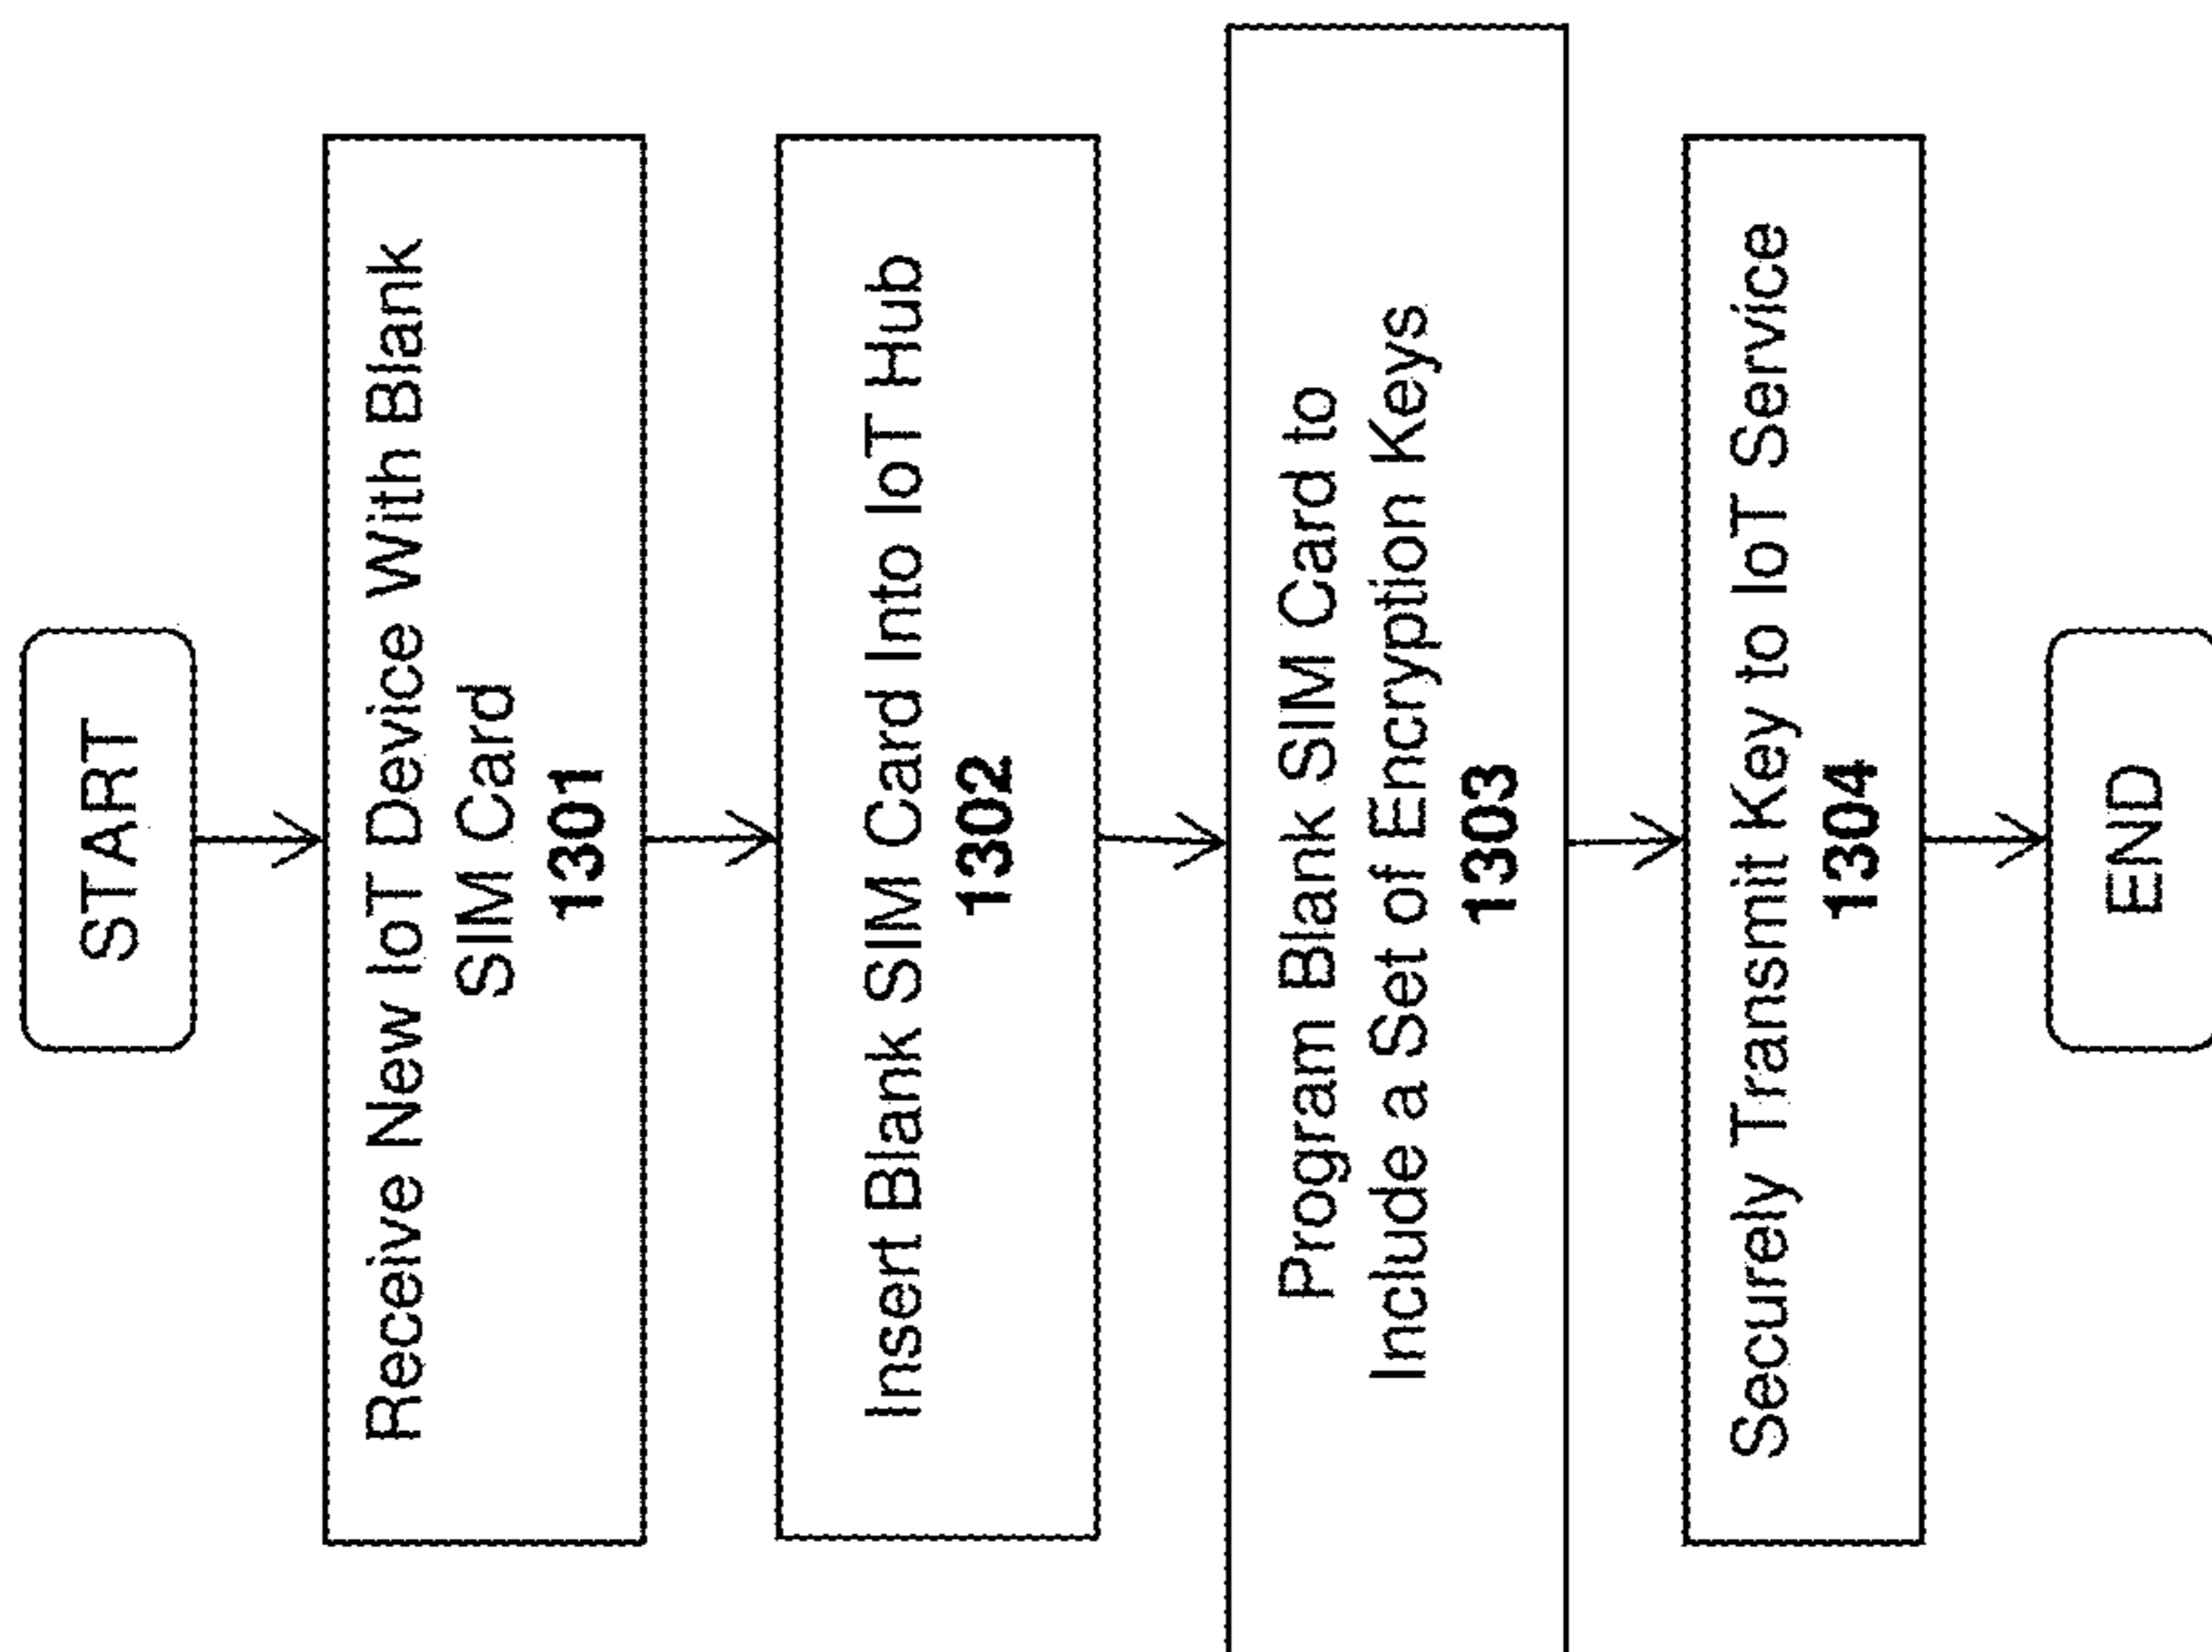 START
Receive New IoT Device With Blank
SIM Card
1301
Insert Blank SIM Card Into IoT Hub
1302
Program Blank SIM Card to
Include a Set of Encryption Keys
1303
Securely Transmit Key to IoT Service
1304
END